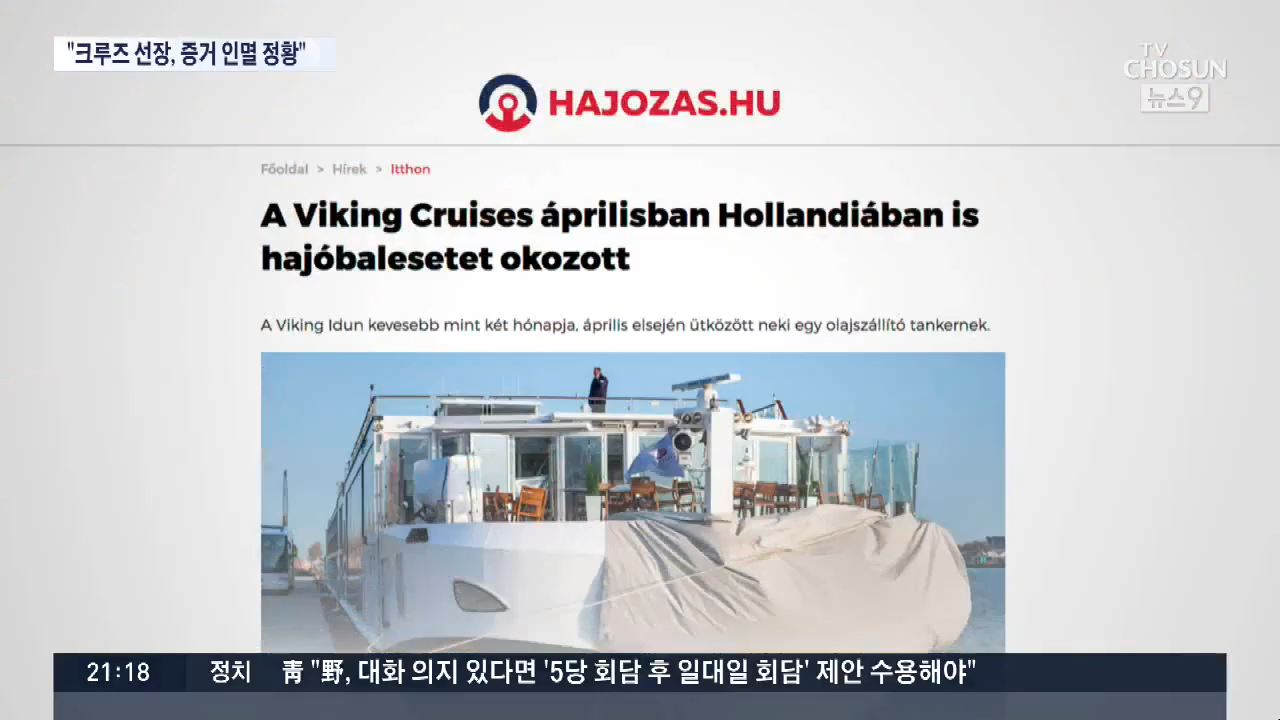 "크루즈 선장, 증거 인멸 정황"
TV
CHOSUN
뉴스9
HAJOZAS.HU
Főoldal > Hírek > Itthon
A Viking Cruises áprilisban Hollandiában is
hajóbalesetet okozott
A Viking Idun kevesebb mint két hónapja, április elsején ütközött neki egy olajszállító tankernek.
21:18 정치 靑 "野, 대화 의지 있다면 '5당 회담 후 일대일 회담' 제안 수용해야"